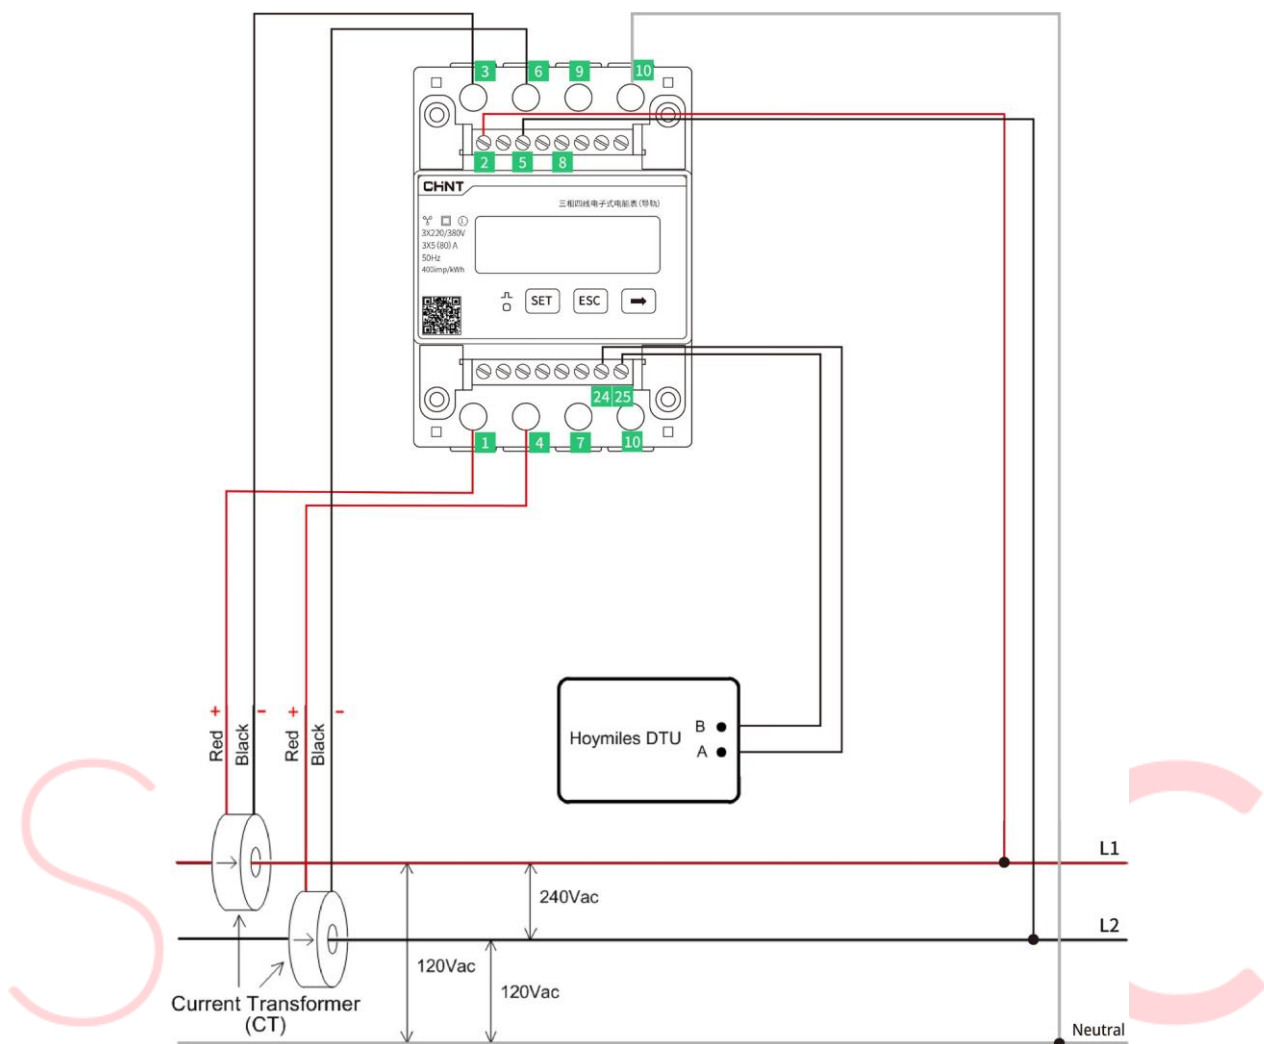 3
6
9
10
2
5
8
CHNT
三相四线电子式电能表(导轨)
3X220/380V
3X5(80)A
50Hz
400imp/kWh
SET
ESC
24
25
1
4
7
10
Hoymiles DTU
B
A
+
-
+
-
Red
Black
Red
Black
L1
240Vac
L2
120Vac
120Vac
Current Transformer
(CT)
Neutral
S
C